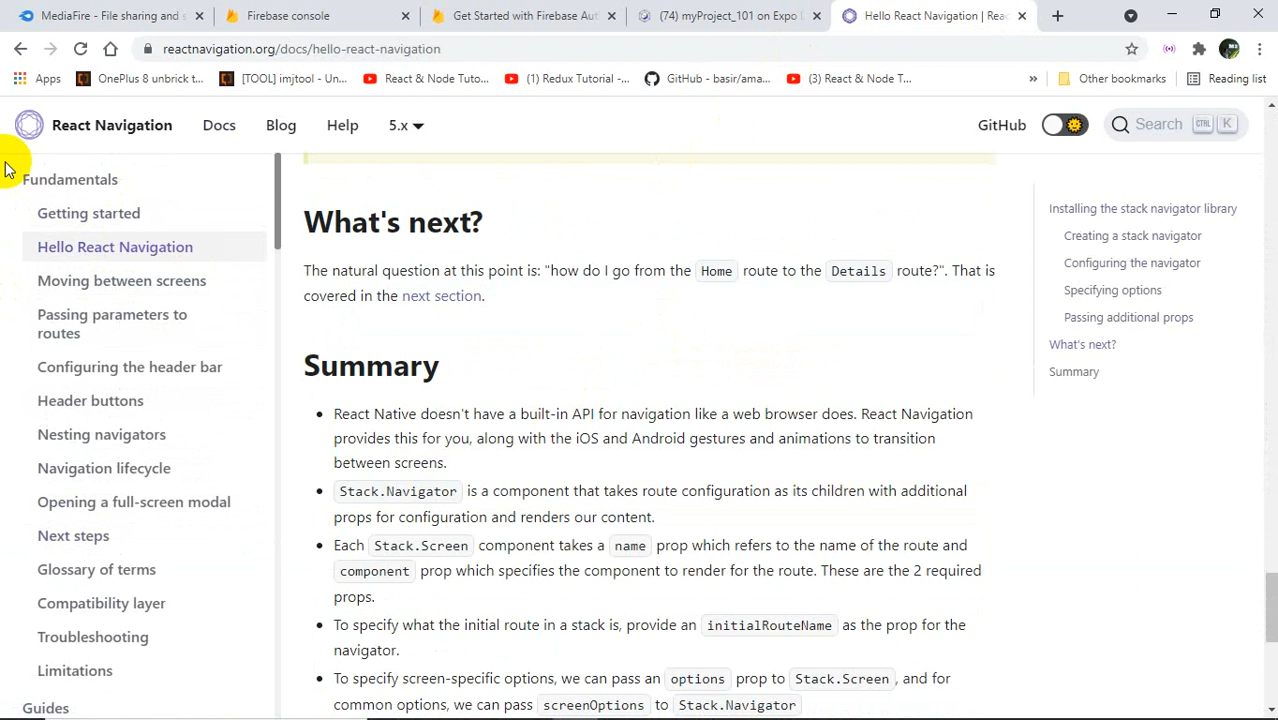 MediaFire - File sharing and s
Firebase console
Get Started with Firebase Aut
(74) myProject_101 on Expo
Hello React Navigation | Reac
reactnavigation.org/docs/hello-react-navigation
Apps
OnePlus 8 unbrick t...
[TOOL] imjtool - Un...
React & Node Tuto...
(1) Redux Tutorial -...
GitHub - basir/ama...
(3) React & Node T...
»
Other bookmarks
Reading list
React Navigation
Docs
Blog
Help
5.x
GitHub
Search CTRL K
Fundamentals
Getting started
Hello React Navigation
Moving between screens
Passing parameters to
routes
Configuring the header bar
Header buttons
Nesting navigators
Navigation lifecycle
Opening a full-screen modal
Next steps
Glossary of terms
Compatibility layer
Troubleshooting
Limitations
Guides
What's next?
The natural question at this point is: "how do I go from the Home route to the Details route?". That is
covered in the next section.
Summary
• React Native doesn't have a built-in API for navigation like a web browser does. React Navigation
provides this for you, along with the iOS and Android gestures and animations to transition
between screens.
• Stack.Navigator is a component that takes route configuration as its children with additional
props for configuration and renders our content.
• Each Stack.Screen component takes a name prop which refers to the name of the route and
component prop which specifies the component to render for the route. These are the 2 required
props.
• To specify what the initial route in a stack is, provide an initialRouteName as the prop for the
navigator.
• To specify screen-specific options, we can pass an options prop to Stack.Screen, and for
common options, we can pass screenOptions to Stack.Navigator
Installing the stack navigator library
Creating a stack navigator
Configuring the navigator
Specifying options
Passing additional props
What's next?
Summary